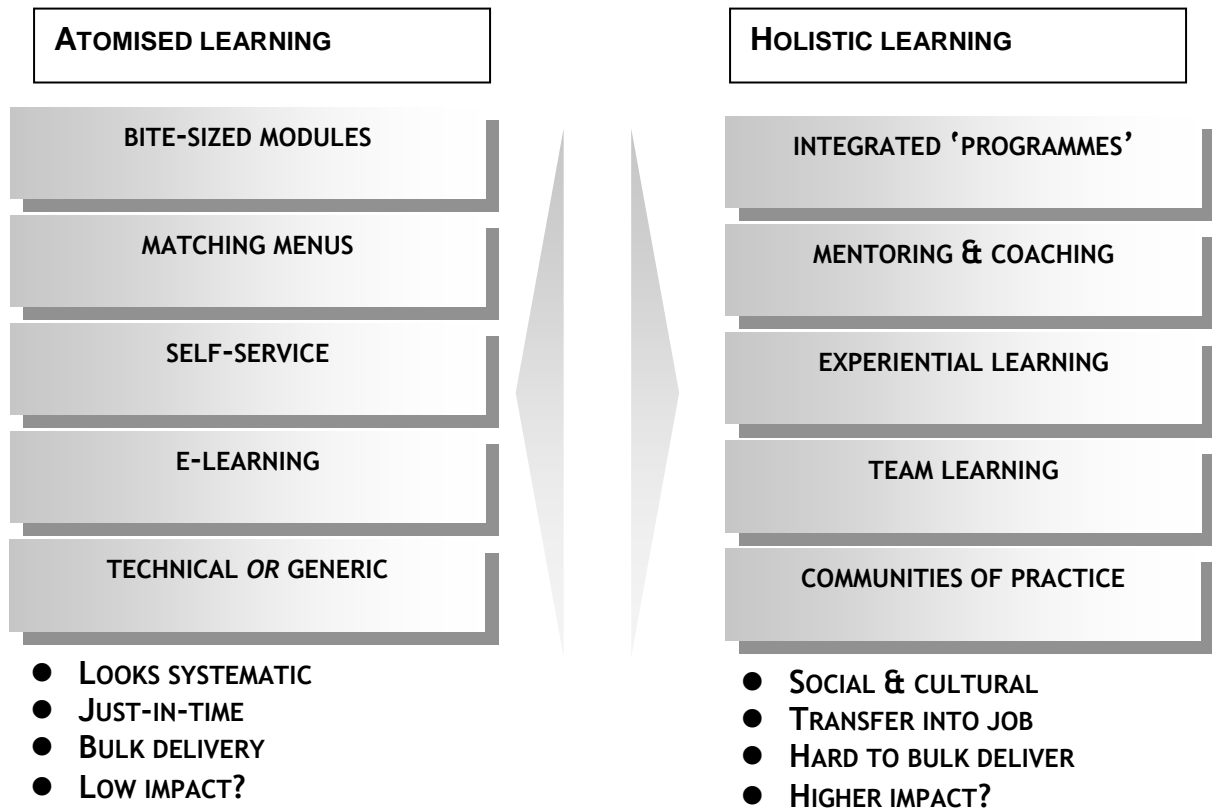 ATOMISED LEARNING
BITE-SIZED MODULES
MATCHING MENUS
SELF-SERVICE
E-LEARNING
TECHNICAL OR GENERIC
● LOOKS SYSTEMATIC
● JUST-IN-TIME
● BULK DELIVERY
● LOW IMPACT?
HOLISTIC LEARNING
INTEGRATED ‘PROGRAMMES’
MENTORING & COACHING
EXPERIENTIAL LEARNING
TEAM LEARNING
COMMUNITIES OF PRACTICE
● SOCIAL & CULTURAL
● TRANSFER INTO JOB
● HARD TO BULK DELIVER
● HIGHER IMPACT?